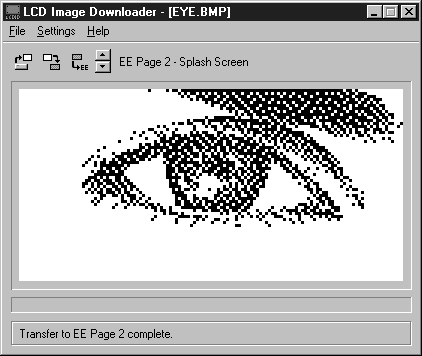 LCD Image Downloader - [EYE.BMP]
File Settings Help
EE EE Page 2 - Splash Screen
Transfer to EE Page 2 complete.